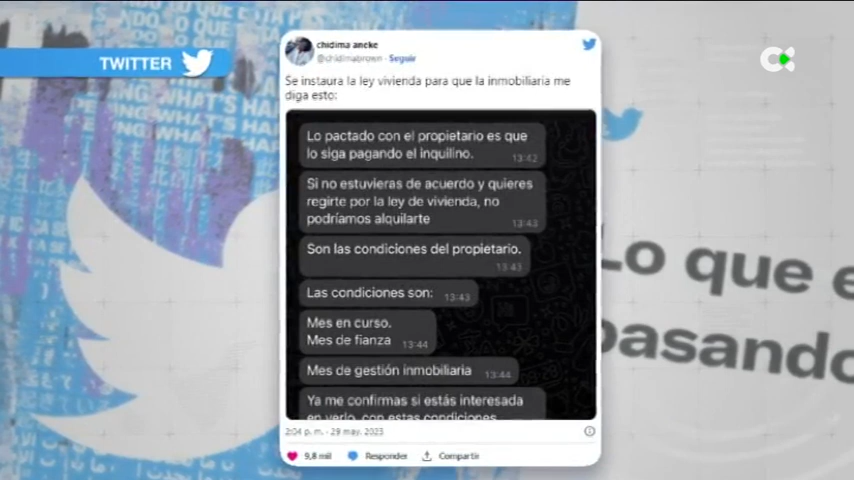 TWITTER
chidima aneke
@chidimabrown · Seguir
Se instaura la ley vivienda para que la inmobiliaria me
diga esto:
Lo pactado con el propietario es que
lo siga pagando el inquilino.
13:42
Si no estuvieras de acuerdo y quieres
regirte por la ley de vivienda, no
podríamos alquilarte
13:43
Son las condiciones del propietario.
13:43
Las condiciones son:
13:43
Mes en curso.
Mes de fianza
13:44
Mes de gestión inmobiliaria
13:44
Ya me confirmas si estás interesada
en verlo, con estas condiciones
2:04 p. m. · 29 may. 2023
9,8 mil
Responder
Compartir
Lo que e
pasando